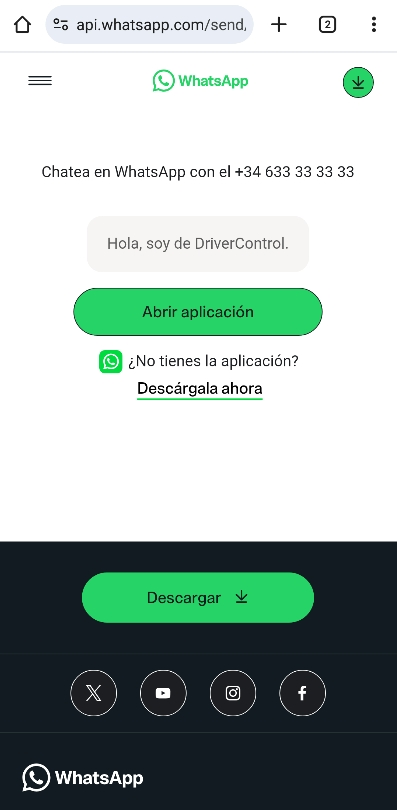 api.whatsapp.com/send,
2
WhatsApp
Chatea en WhatsApp con el +34 633 33 33 33
Hola, soy de DriverControl.
Abrir aplicación
¿No tienes la aplicación?
Descárgala ahora
Descargar
WhatsApp